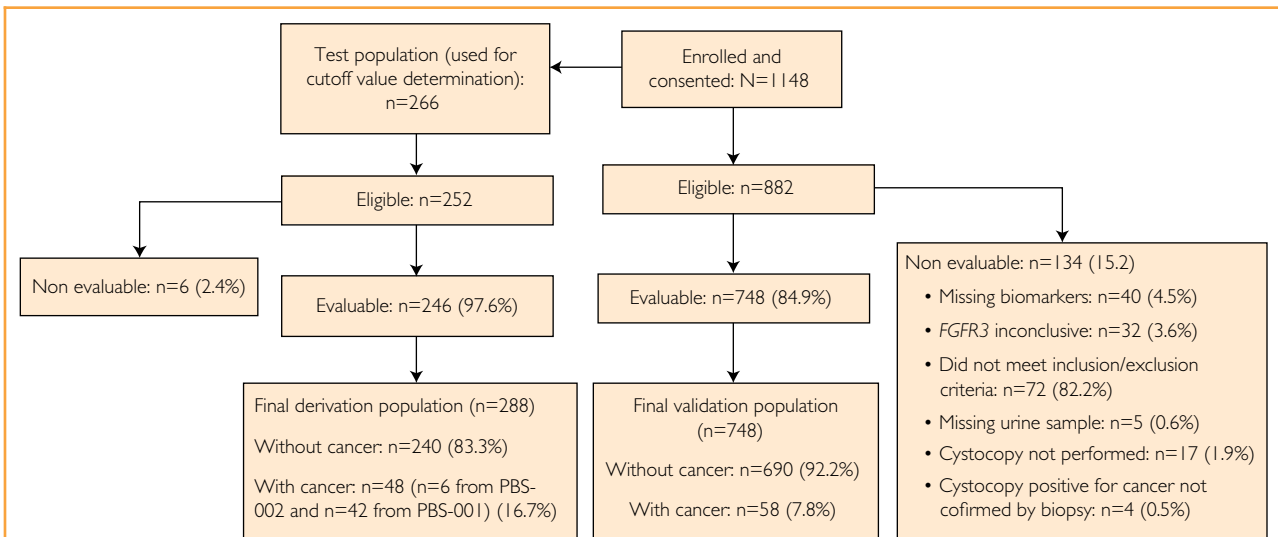 Test population (used for
cutoff value determination):
n=266
Enrolled and
consented: N=1148
Eligible: n=252
Eligible: n=882
Non evaluable: n=6 (2.4%)
Evaluable: n=246 (97.6%)
Evaluable: n=748 (84.9%)
Non evaluable: n=134 (15.2)
• Missing biomarkers: n=40 (4.5%)
• FGFR3 inconclusive: n=32 (3.6%)
• Did not meet inclusion/exclusion
criteria: n=72 (82.2%)
• Missing urine sample: n=5 (0.6%)
• Cystocopy not performed: n=17 (1.9%)
• Cystocopy positive for cancer not
cofirmed by biopsy: n=4 (0.5%)
Final derivation population (n=288)
Without cancer: n=240 (83.3%)
With cancer: n=48 (n=6 from PBS-
002 and n=42 from PBS-001) (16.7%)
Final validation population
(n=748)
Without cancer: n=690 (92.2%)
With cancer: n=58 (7.8%)